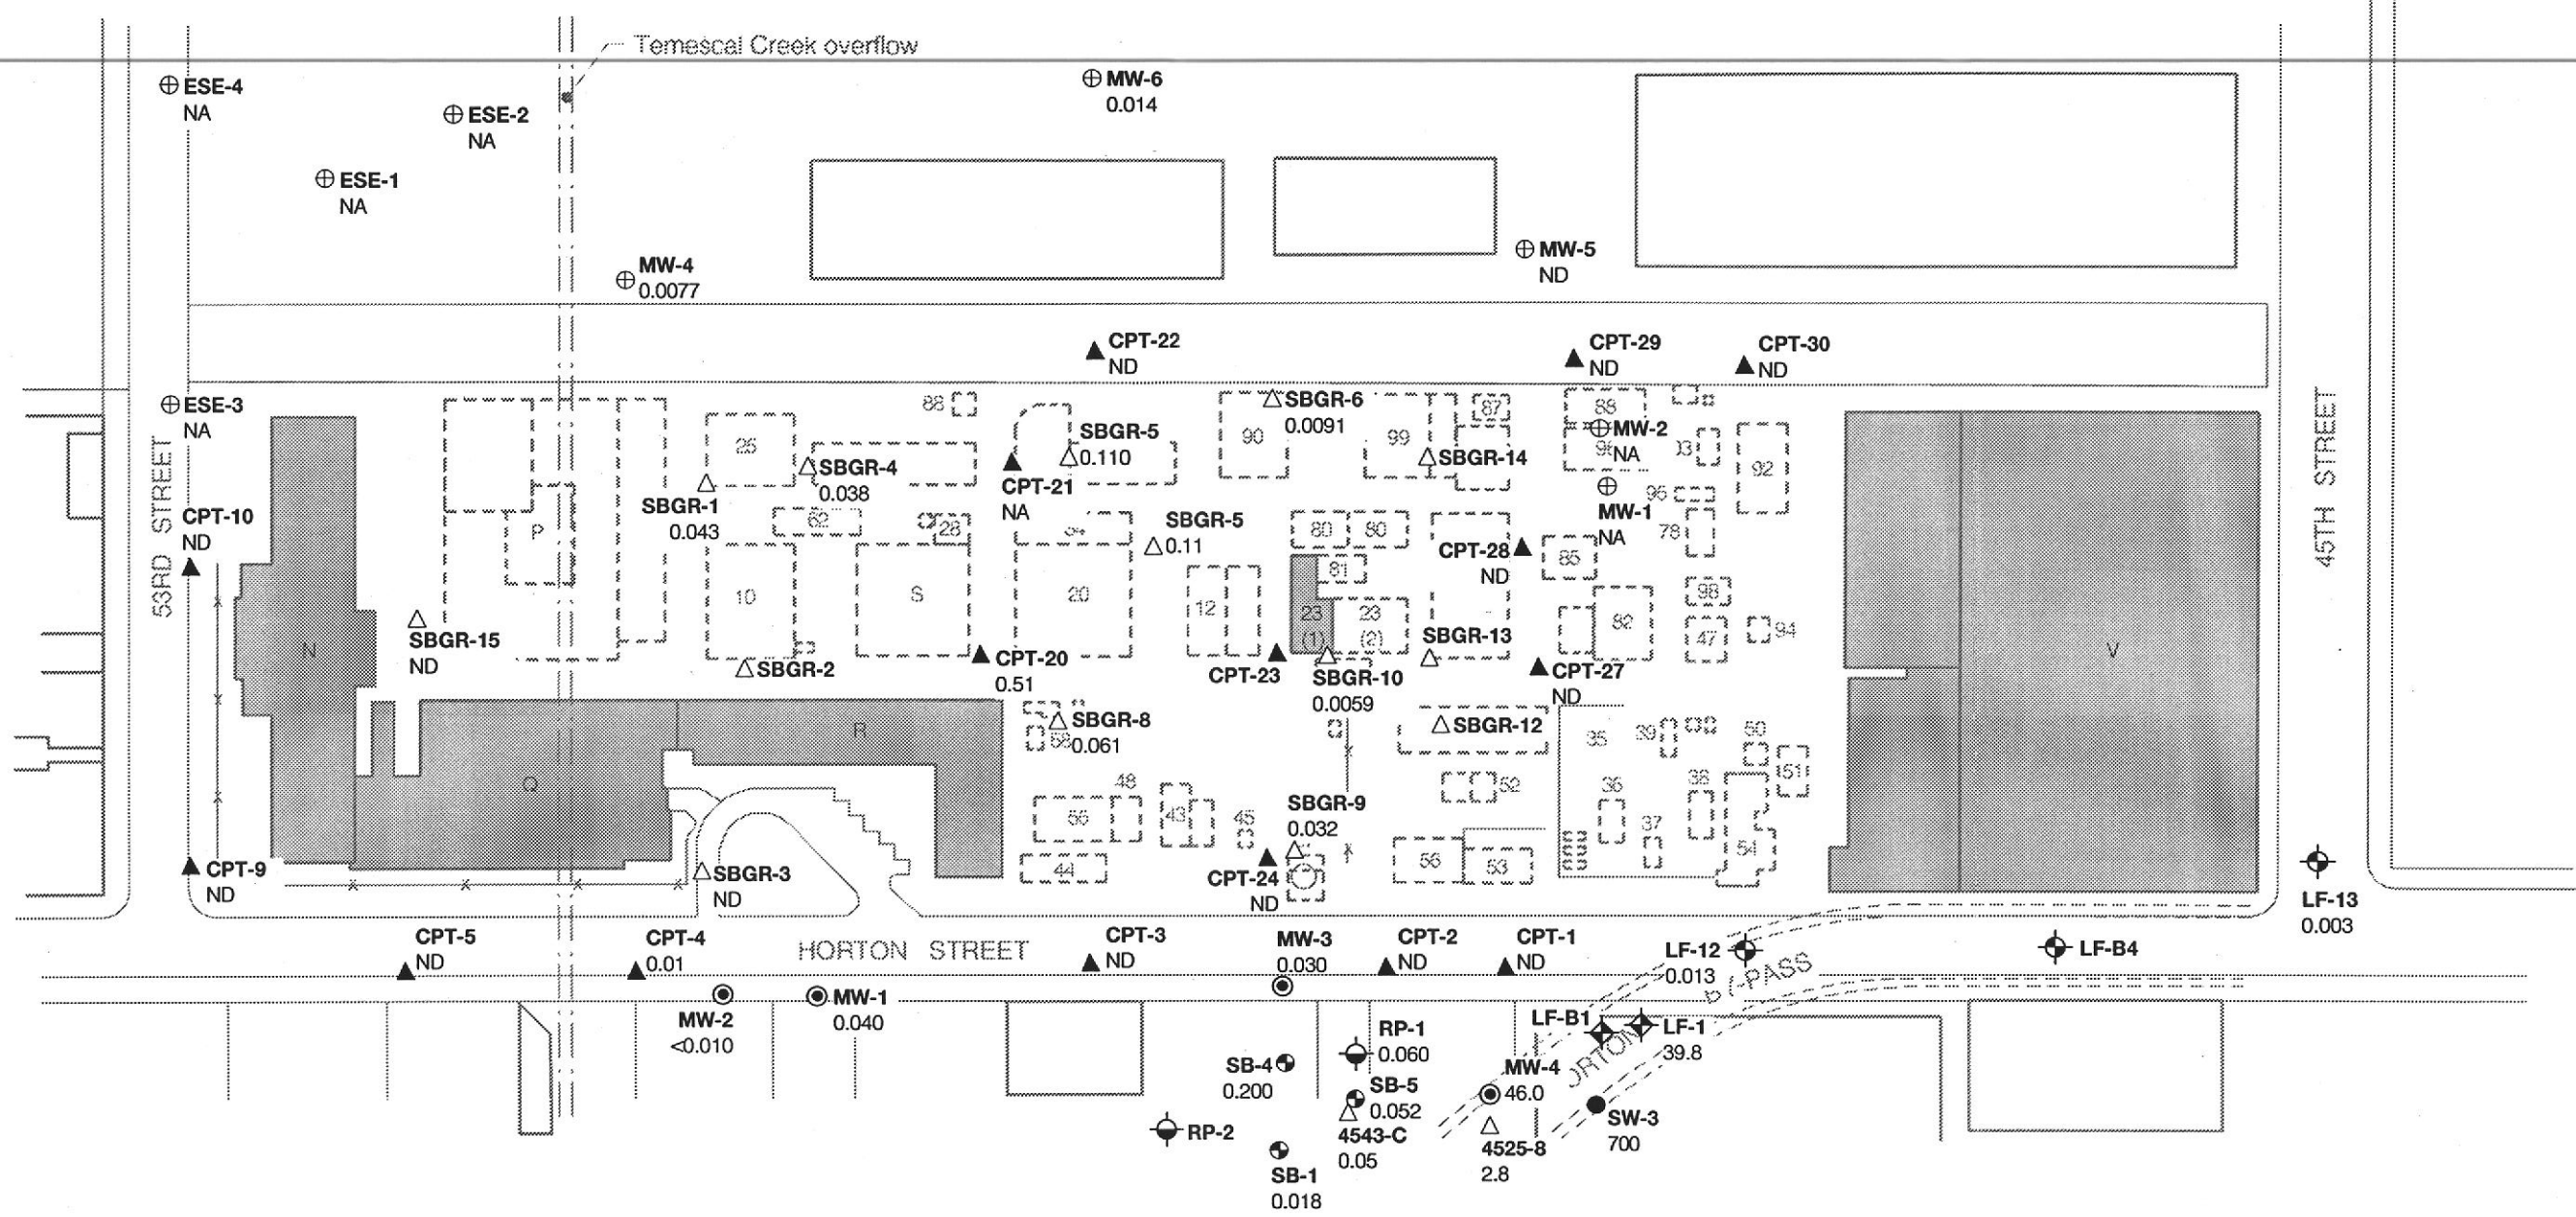 Temescal Creek overflow
ESE-4
NA
ESE-2
NA
ESE-1
NA
MW-6
0.014
MW-4
0.0077
MW-5
ND
CPT-22
ND
CPT-29
ND
CPT-30
ND
ESE-3
NA
53RD STREET
45TH STREET
CPT-10
ND
SBGR-6
0.0091
SBGR-5
0.110
SBGR-4
0.038
SBGR-1
0.043
CPT-21
NA
SBGR-5
0.11
SBGR-14
MW-2
NA
MW-1
NA
CPT-28
ND
25
90
99
87
88
92
96
78
62
28
80
80
85
81
P
10
S
20
12
23
(1)
23
(2)
82
98
47
94
N
V
SBGR-15
ND
SBGR-2
CPT-20
0.51
CPT-23
SBGR-10
0.0059
SBGR-13
CPT-27
ND
SBGR-8
0.061
SBGR-12
R
Q
35
39
50
51
36
38
37
54
52
48
56
43
45
44
56
53
SBGR-9
0.032
CPT-24
ND
CPT-9
ND
SBGR-3
ND
LF-13
0.003
CPT-5
ND
CPT-4
0.01
HORTON STREET
CPT-3
ND
MW-3
0.030
CPT-2
ND
CPT-1
ND
LF-12
0.013
LF-B4
MW-2
<0.010
MW-1
0.040
LF-B1
LF-1
39.8
RP-1
0.060
SB-4
0.200
SB-5
0.052
MW-4
46.0
SW-3
700
RP-2
4543-C
0.05
4525-8
2.8
SB-1
0.018